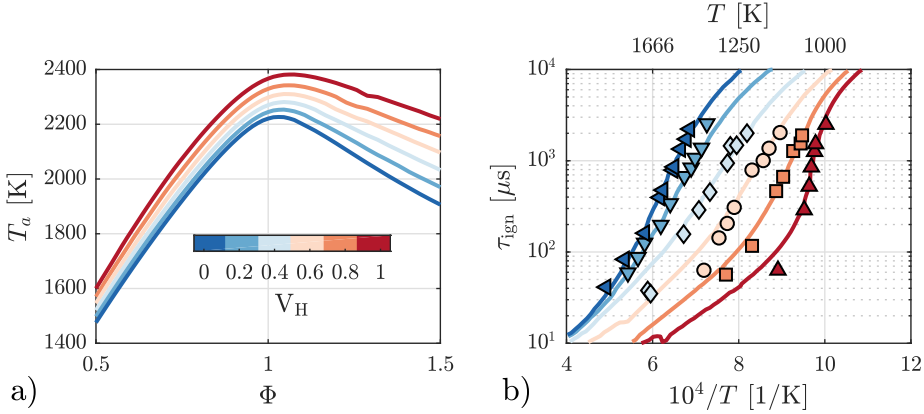 T [K]
1666 1250 1000
2400
2200
2000
1800
1600
1400
T_a [K]
0 0.2 0.4 0.6 0.8 1
V_H
0.5 1 1.5
a) Φ
10^4
10^3
10^2
10^1
τ_ign [μs]
4 6 8 10 12
b) 10^4/T [1/K]